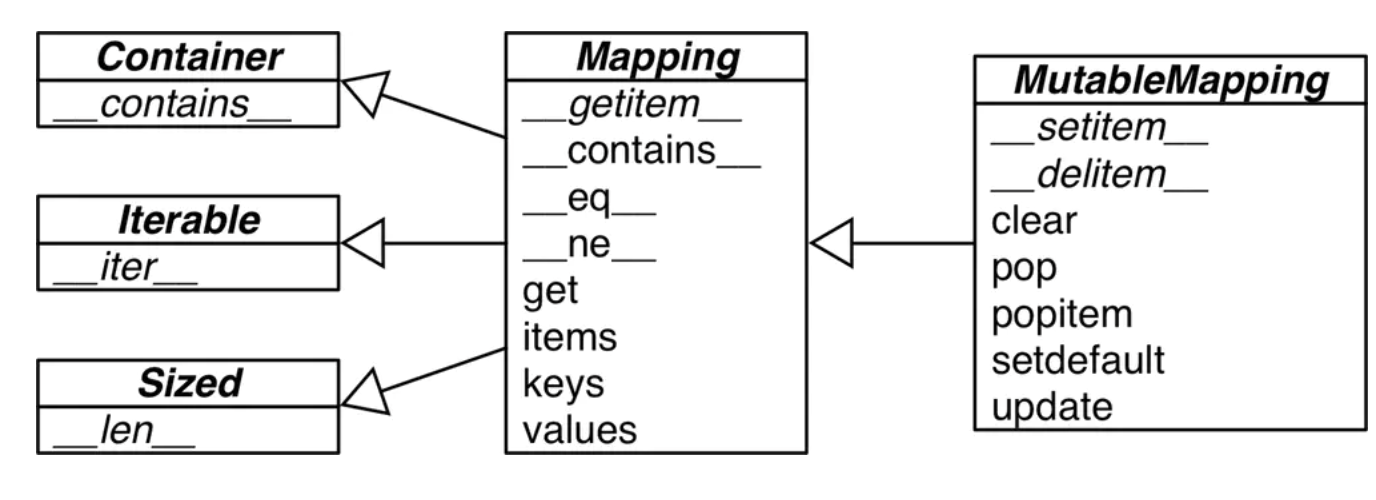 Container
__contains__
Iterable
__iter__
Sized
__len__
Mapping
__getitem__
__contains__
__eq__
__ne__
get
items
keys
values
MutableMapping
__setitem__
__delitem__
clear
pop
popitem
setdefault
update